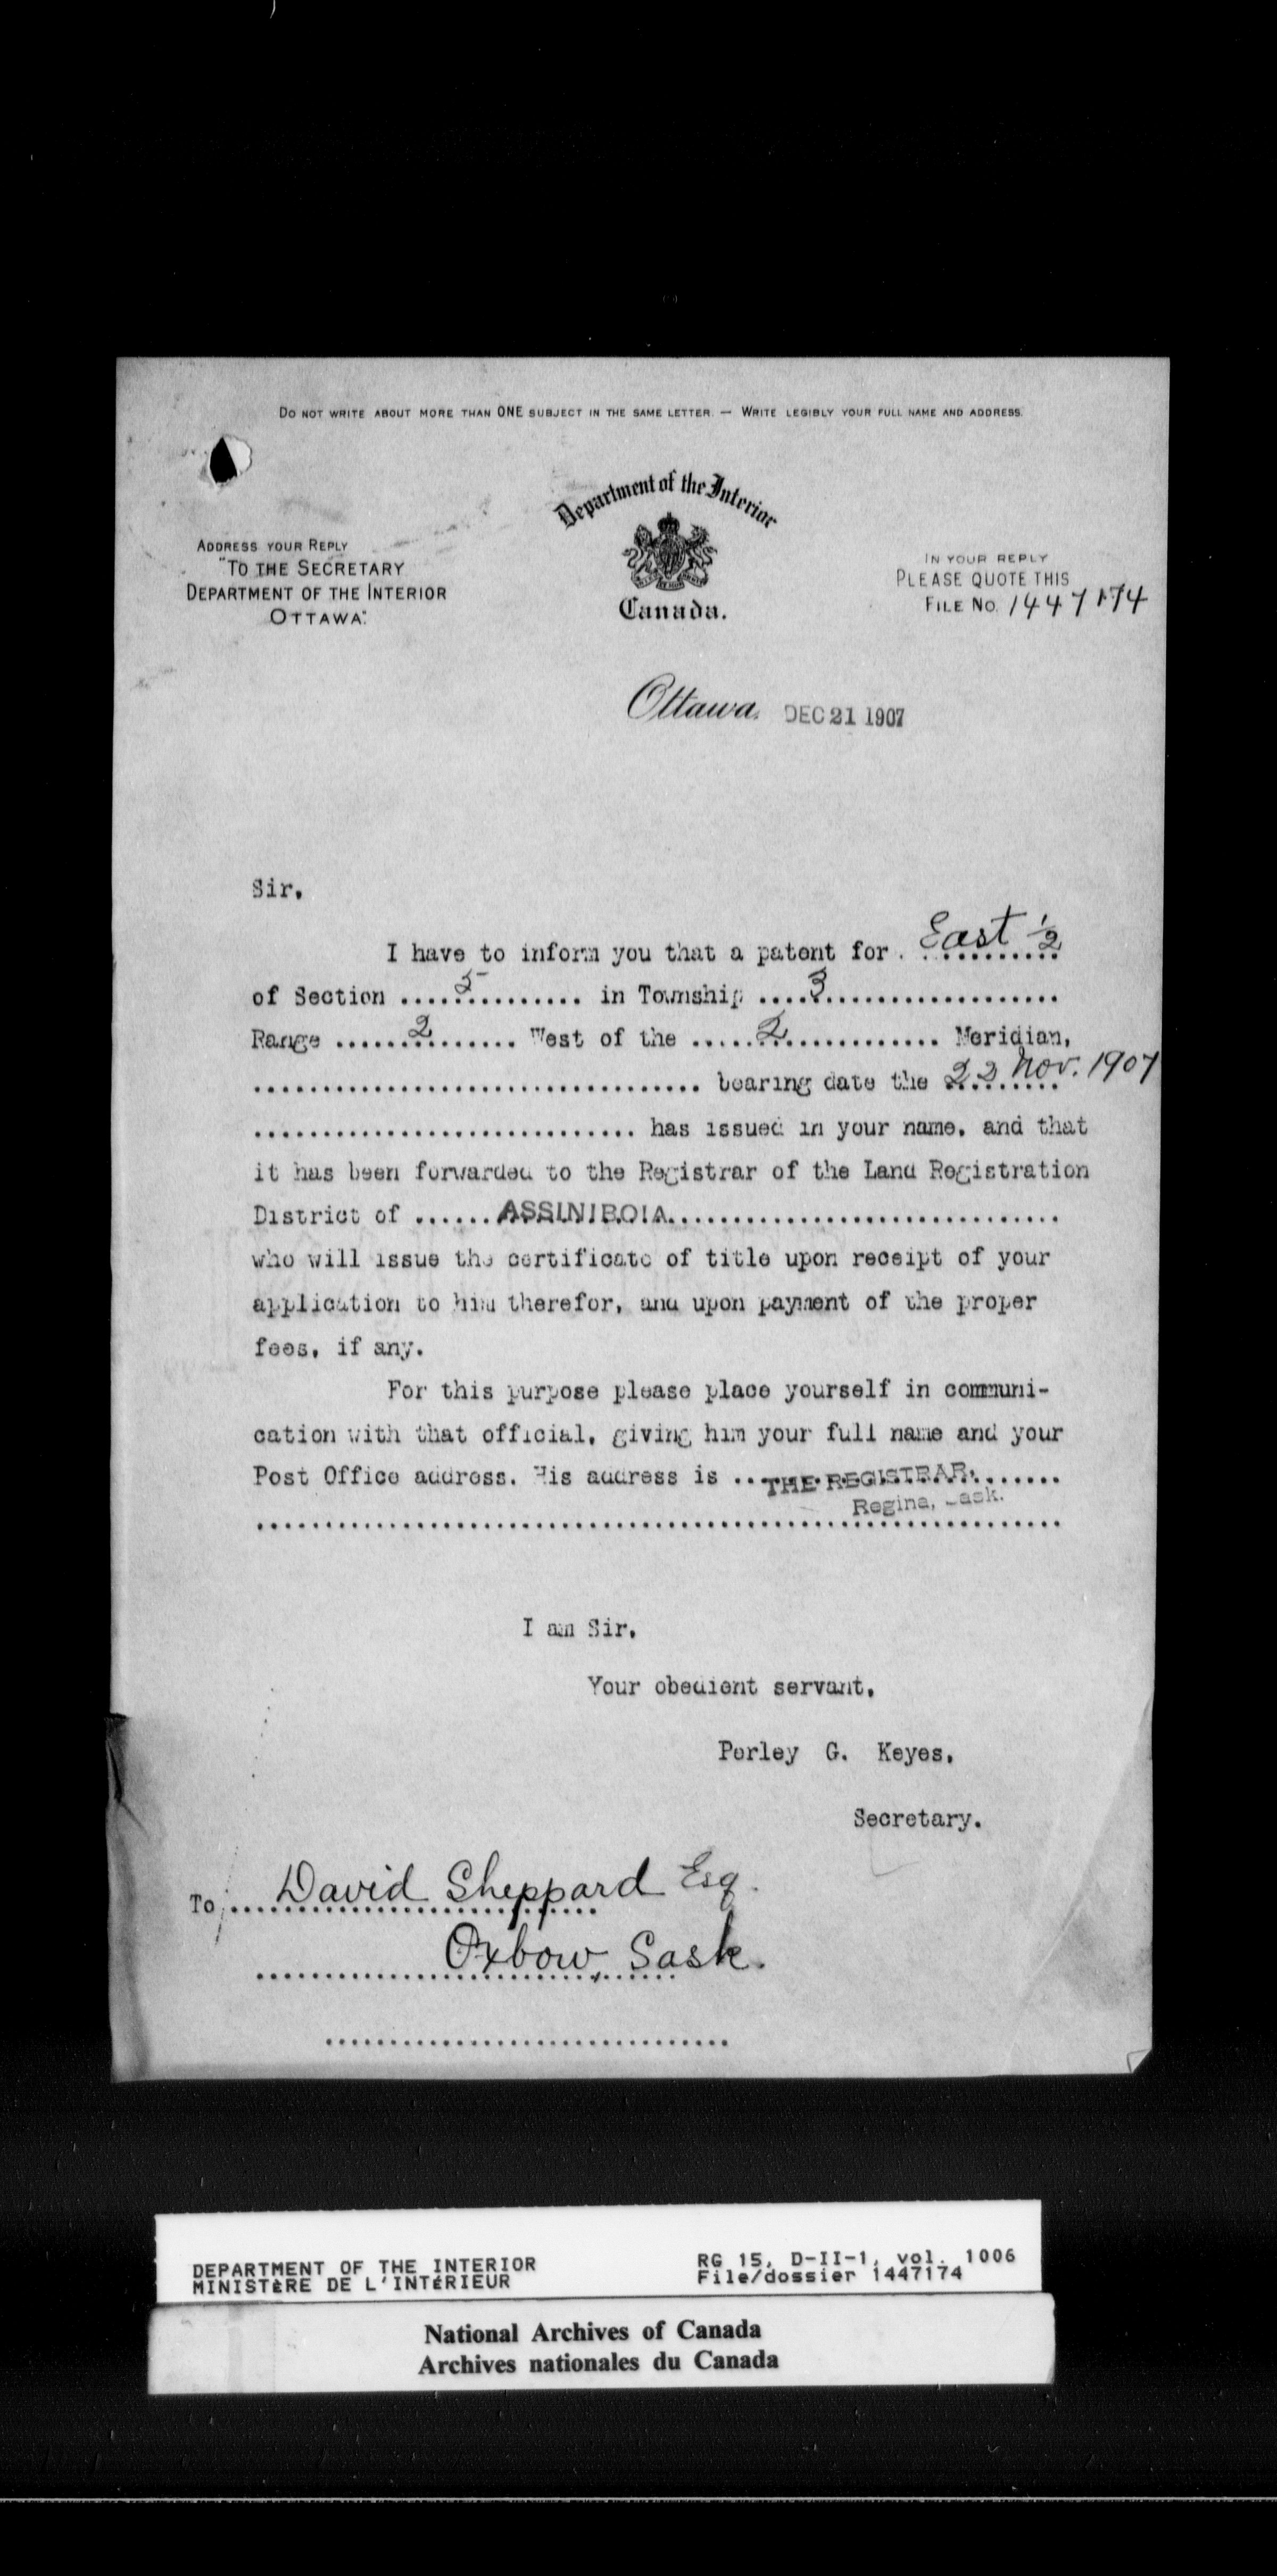 DO NOT WRITE ABOUT MORE THAN ONE SUBJECT IN THE SAME LETTER. — WRITE LEGIBLY YOUR FULL NAME AND ADDRESS.
Department of the Interior
Canada.
ADDRESS YOUR REPLY
"TO THE SECRETARY
DEPARTMENT OF THE INTERIOR
OTTAWA."
IN YOUR REPLY
PLEASE QUOTE THIS
FILE NO. 1447174
Ottawa, DEC 21 1907
Sir,
I have to inform you that a patent for . East ½
of Section .... 5 ............ in Township .... 3 ....................
Range ...... 2 ....... West of the ..... 2 ................ Meridian,
................................. bearing date the 22 Nov. 1907
............................ has issued in your name, and that
it has been forwarded to the Registrar of the Land Registration
District of ...... ASSINIBOIA .............................
who will issue the certificate of title upon receipt of your
application to him therefor, and upon payment of the proper
fees, if any.
For this purpose please place yourself in communi-
cation with that official, giving him your full name and your
Post Office address. His address is .. THE REGISTRAR, ......
Regina, Sask.
............................................................
I am Sir,
Your obedient servant,
Perley G. Keyes,
Secretary.
To, David Sheppard Esq.
Oxbow, Sask.
..............................
DEPARTMENT OF THE INTERIOR
MINISTÈRE DE L'INTÉRIEUR
RG 15, D-II-1, vol. 1006
File/dossier 1447174
National Archives of Canada
Archives nationales du Canada